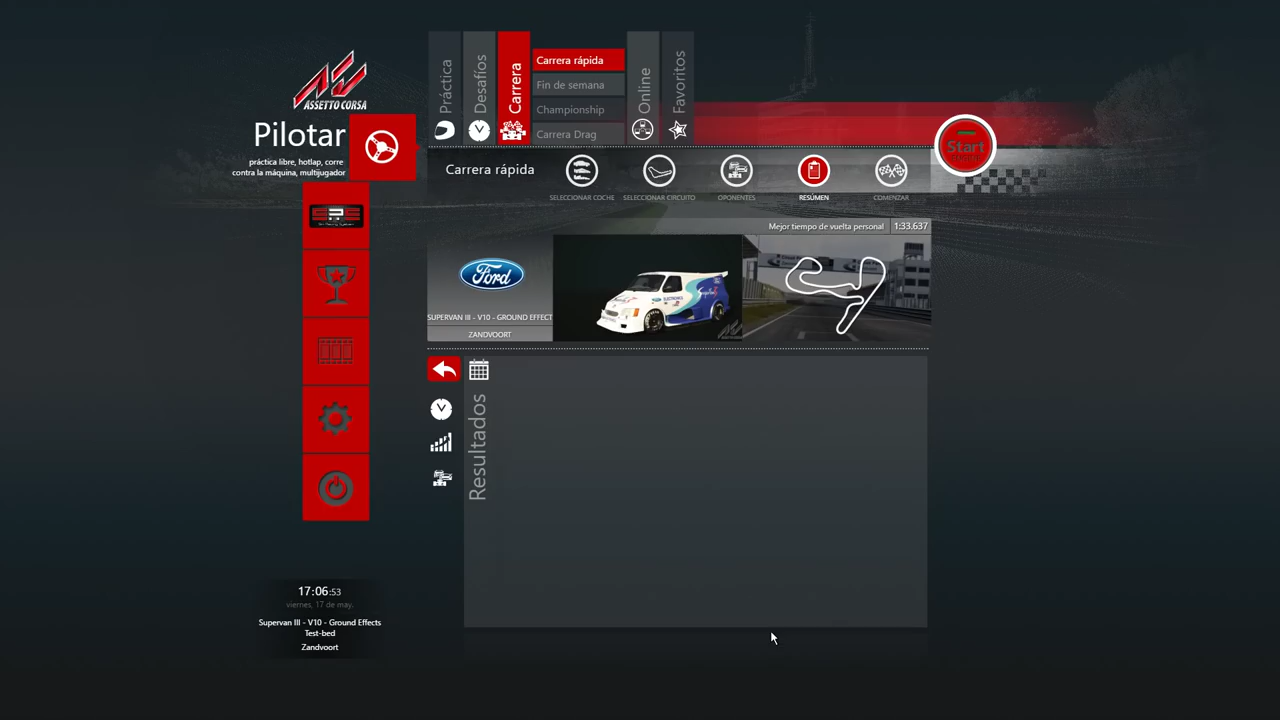 ASSETTO CORSA
Pilotar
práctica libre, hotlap, corre
contra la máquina, multijugador
Práctica
Desafíos
Carrera
Carrera rápida
Fin de semana
Championship
Carrera Drag
Online
Favoritos
Start
Carrera rápida
SELECCIONAR COCHE
SELECCIONAR CIRCUITO
OPONENTES
RESÚMEN
COMENZAR
Mejor tiempo de vuelta personal
1:33.637
Ford
SUPERVAN III - V10 - GROUND EFFECT
ZANDVOORT
Resultados
17:06:53
viernes, 17 de may.
Supervan III - V10 - Ground Effects
Test-bed
Zandvoort